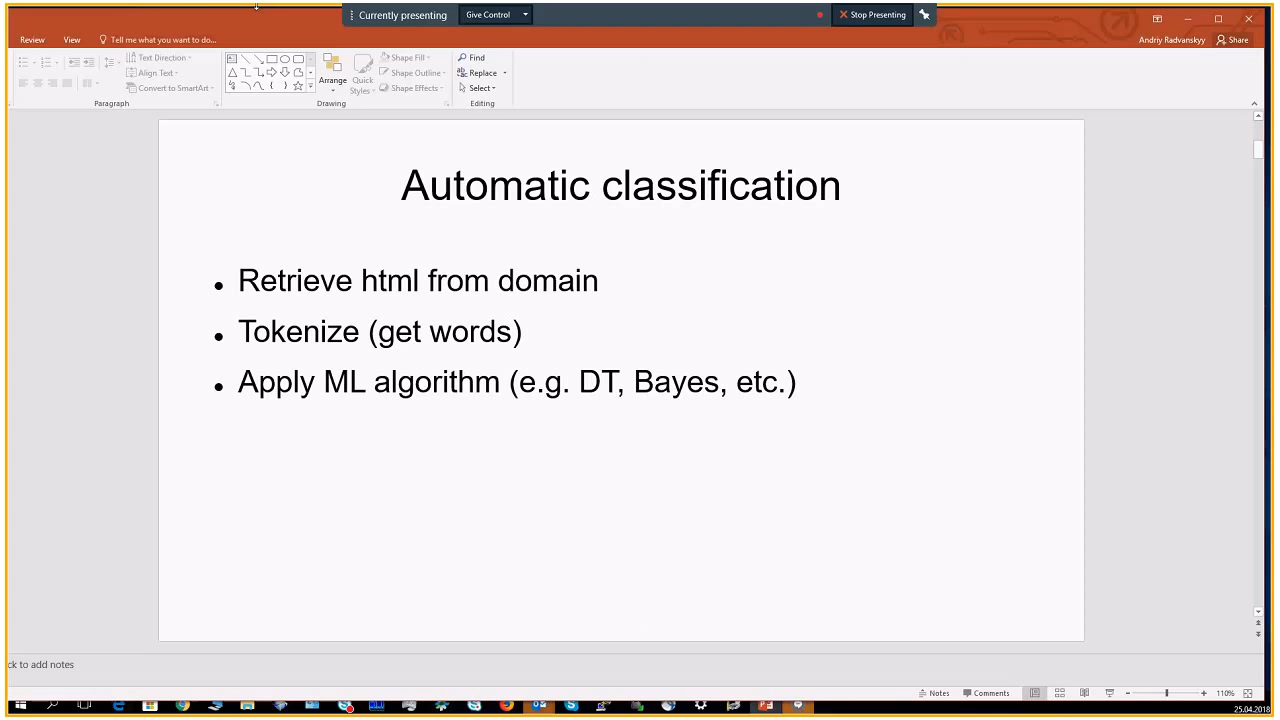 Currently presenting
Give Control
Stop Presenting
Review
View
Tell me what you want to do...
Andriy Radvanskyy
Share
Text Direction
Align Text
Convert to SmartArt
Paragraph
Arrange
Quick
Styles
Shape Fill
Shape Outline
Shape Effects
Drawing
Find
Replace
Select
Editing
Automatic classification
• Retrieve html from domain
• Tokenize (get words)
• Apply ML algorithm (e.g. DT, Bayes, etc.)
ck to add notes
Notes
Comments
110%
25.04.2018